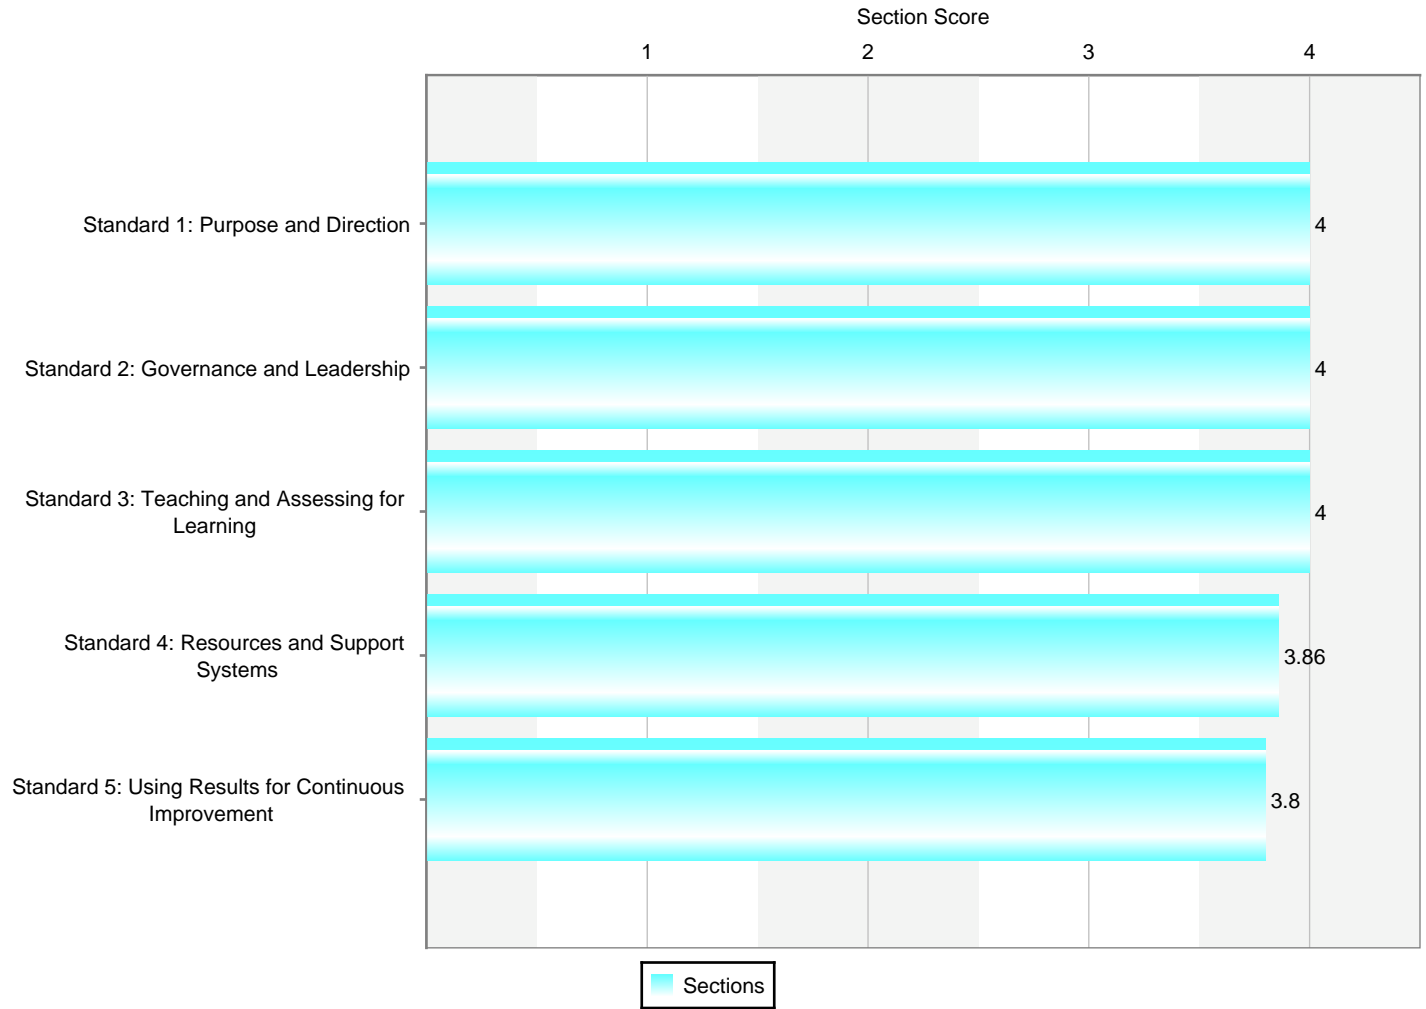 Section Score
1
2
3
4
Standard 1: Purpose and Direction
4
Standard 2: Governance and Leadership
4
Standard 3: Teaching and Assessing for
Learning
4
Standard 4: Resources and Support
Systems
3.86
Standard 5: Using Results for Continuous
Improvement
3.8
Sections